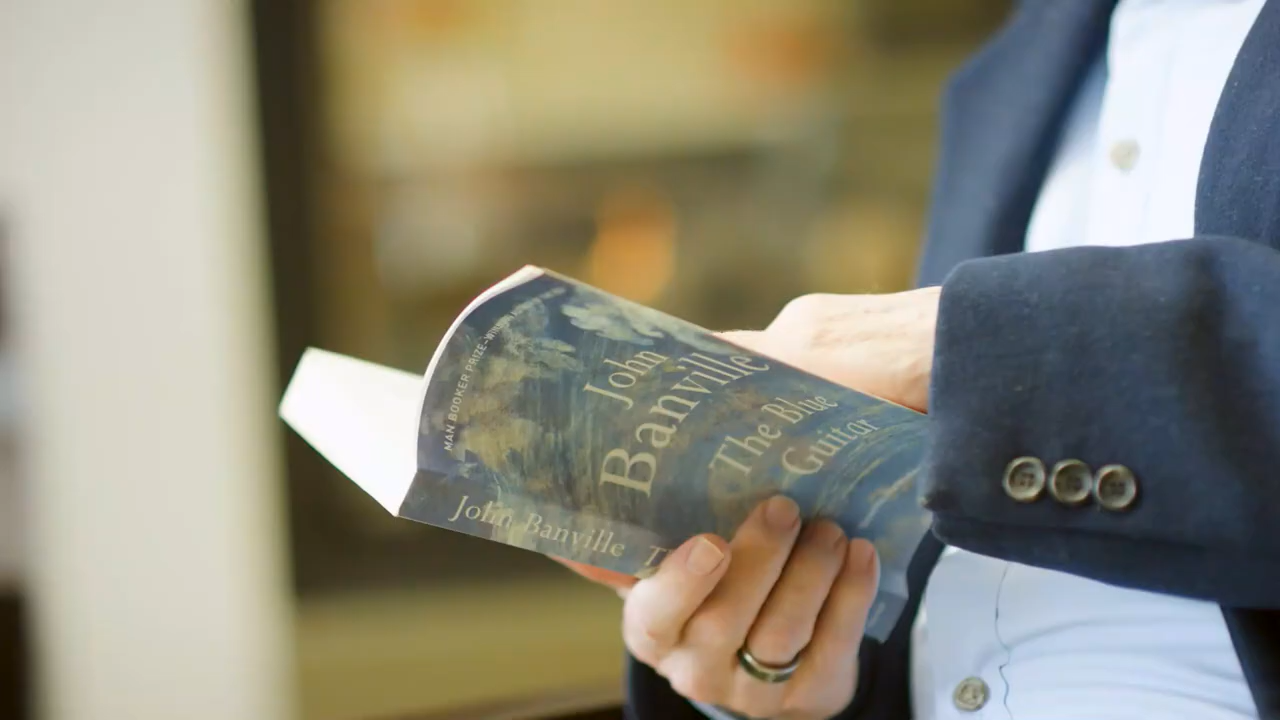 MAN BOOKER PRIZE-WINNING
John
Banville
The Blue
Guitar
John Banville